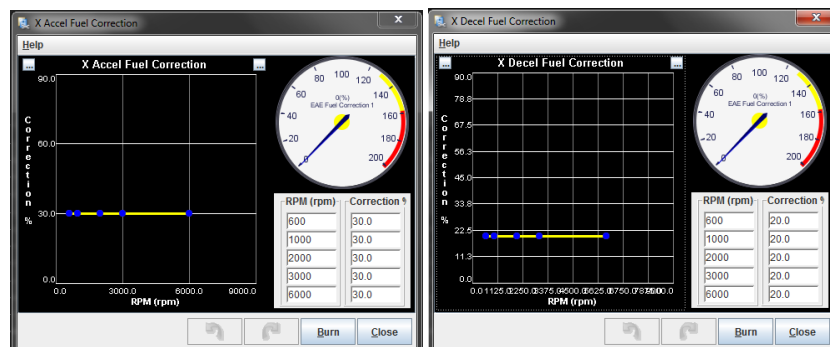 X Accel Fuel Correction
Help
X Accel Fuel Correction
90.0
60.0
30.0
0.0
Correction %
0.0 3000.0 6000.0 9000.0
RPM (rpm)
0 20 40 60 80 100 120 140 160 180 200
0(%)
EAE Fuel Correction 1
RPM (rpm) Correction %
600 30.0
1000 30.0
2000 30.0
3000 30.0
6000 30.0
Burn Close
X Decel Fuel Correction
Help
X Decel Fuel Correction
90.0
78.8
67.5
56.3
45.0
33.8
22.5
11.3
0.0
Correction %
RPM (rpm)
0 20 40 60 80 100 120 140 160 180 200
0(%)
EAE Fuel Correction 1
RPM (rpm) Correction %
600 20.0
1000 20.0
2000 20.0
3000 20.0
6000 20.0
Burn Close